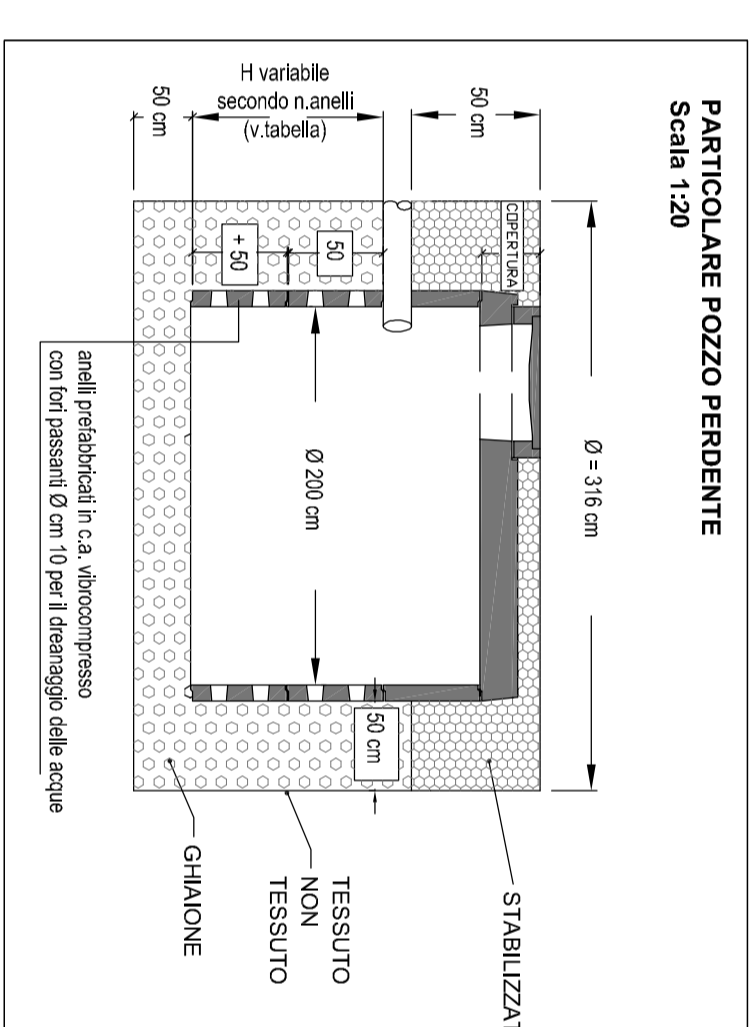 PARTICOLARE POZZO PERDENTE
Scala 1:20
Ø = 316 cm
50 cm
H variabile
secondo n.anelli
(v.tabella)
50 cm
COPERTURA
50
+ 50
Ø 200 cm
50 cm
STABILIZZAT
TESSUTO
NON
TESSUTO
GHIAIONE
anelli prefabbricati in c.a. vibrocompresso
con fori passanti Ø cm 10 per il dreanaggio delle acque